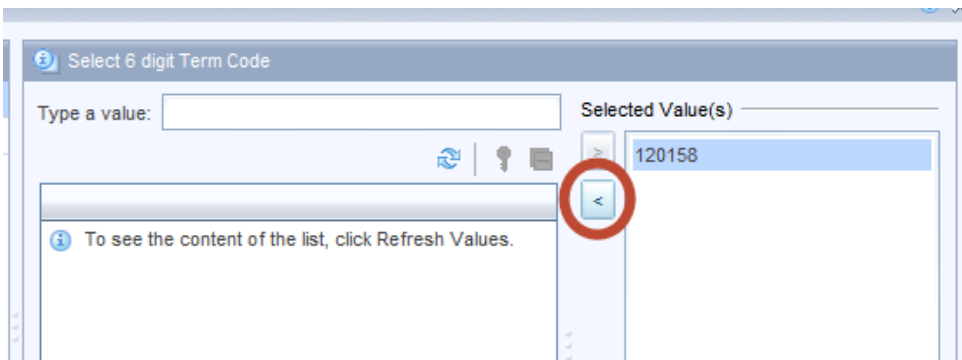 Select 6 digit Term Code
Type a value:
Selected Value(s)
>
120158
<
To see the content of the list, click Refresh Values.